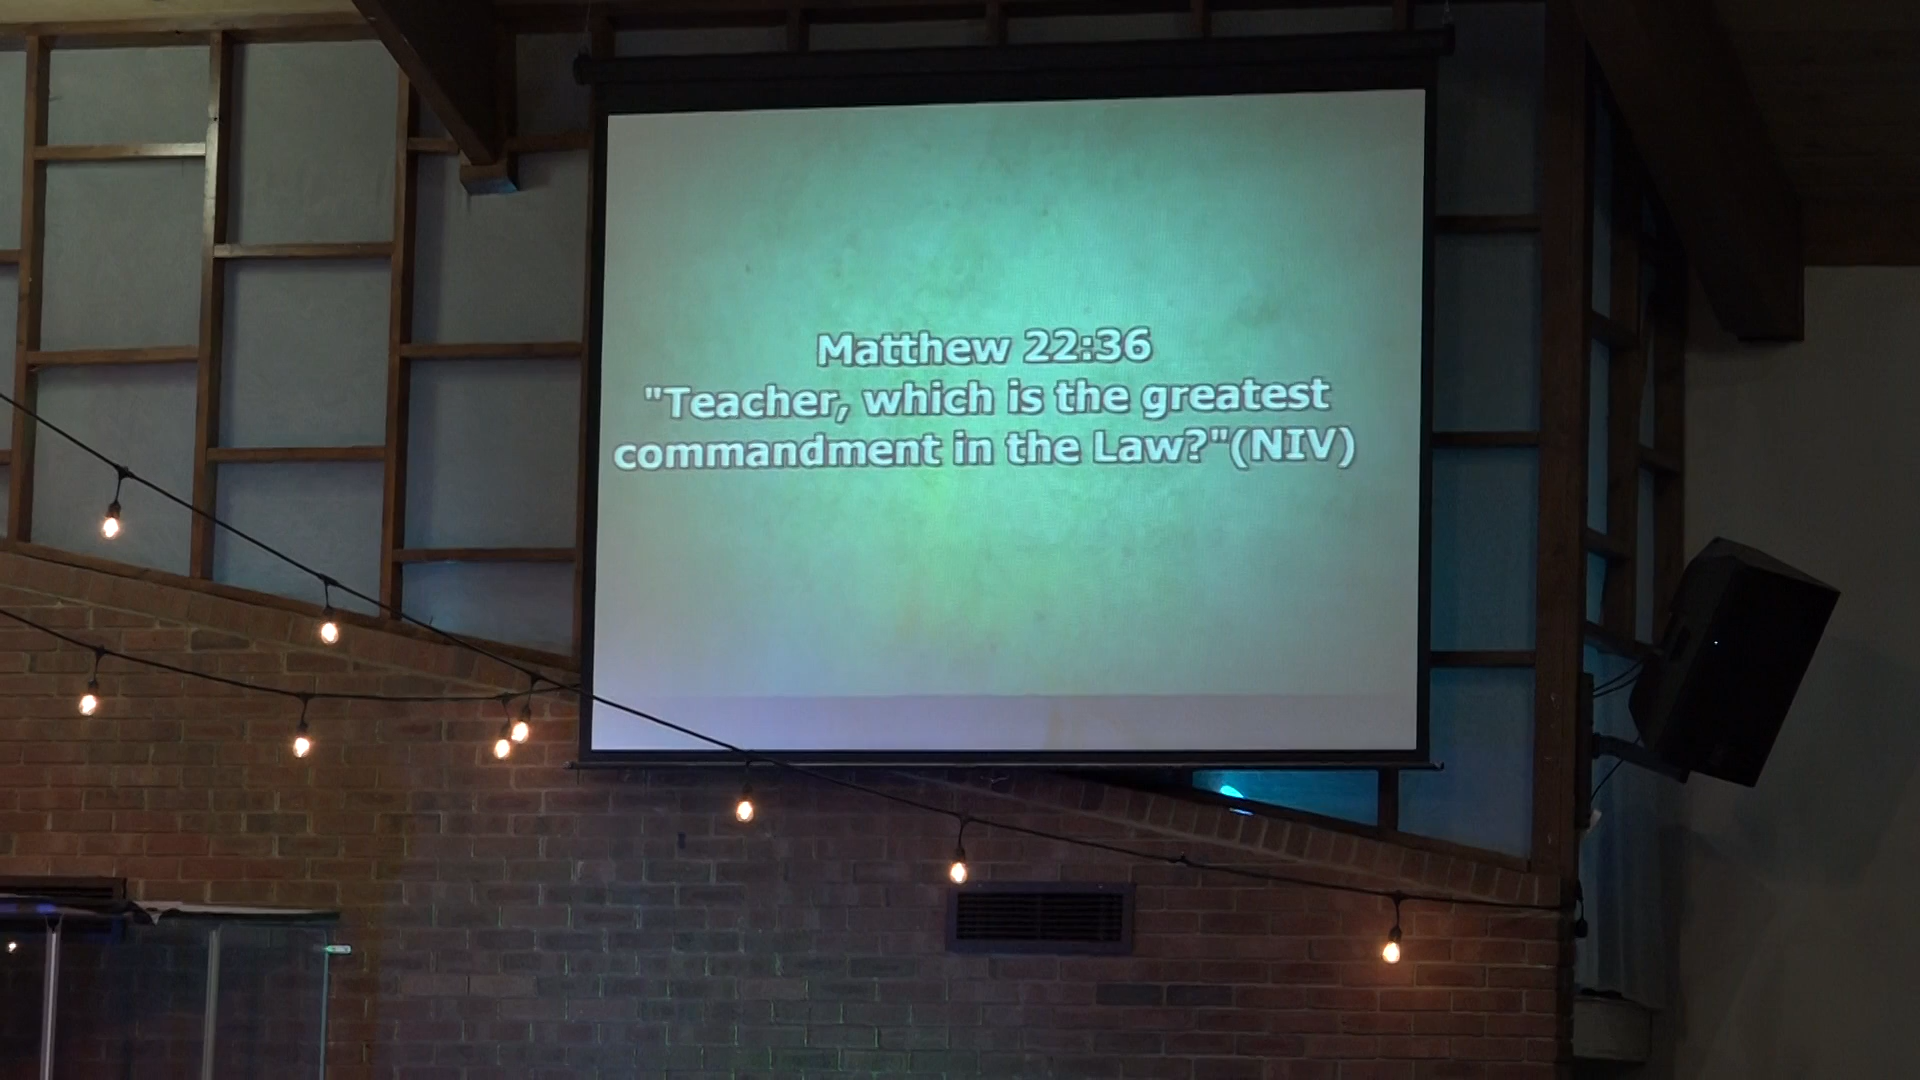 Matthew 22:36
"Teacher, which is the greatest
commandment in the Law?"(NIV)